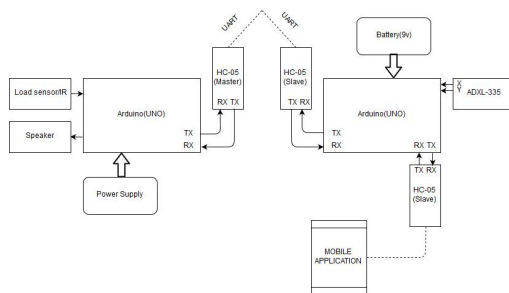 UART
UART
Battery(9v)
HC-05
(Master)
RX TX
HC-05
(Slave)
TX RX
Load sensor/IR
Arduino(UNO)
TX
RX
Speaker
Power Supply
Arduino(UNO)
TX
RX
RX TX
X
Y
ADXL-335
TX RX
HC-05
(Slave)
MOBILE
APPLICATION